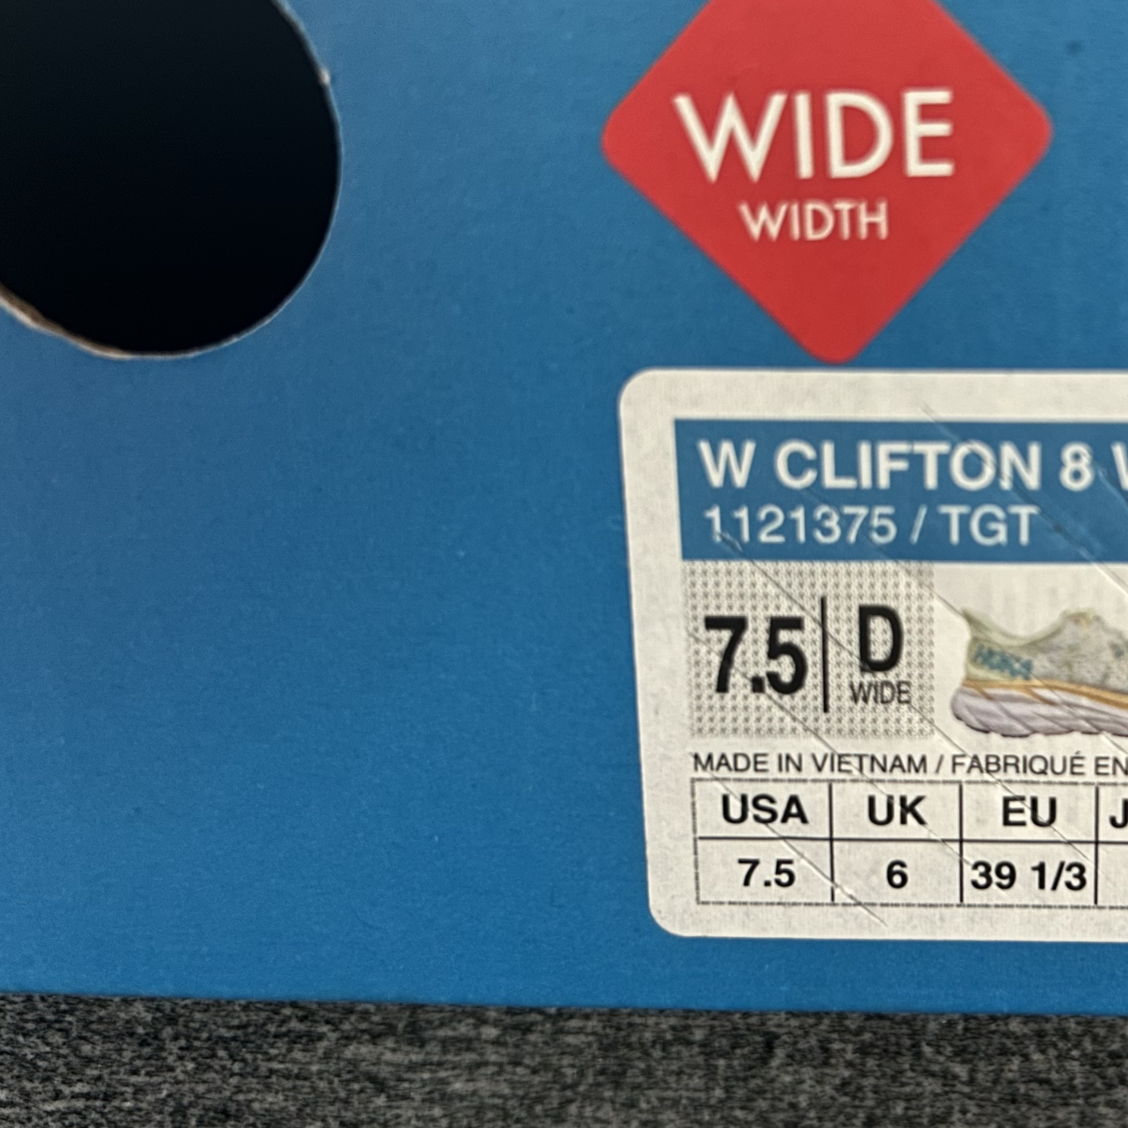 WIDE
WIDTH
W CLIFTON 8
1121375 / TGT
7.5 D
WIDE
HOKA
MADE IN VIETNAM / FABRIQUÉ EN
USA UK EU
7.5 6 39 1/3